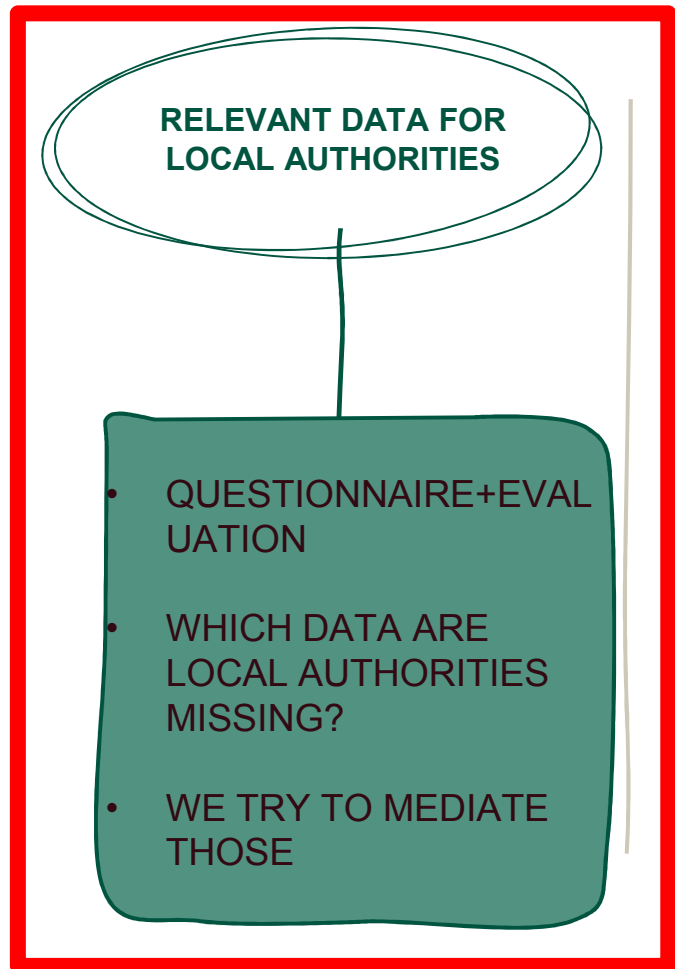 RELEVANT DATA FOR
LOCAL AUTHORITIES
• QUESTIONNAIRE+EVAL
UATION
• WHICH DATA ARE
LOCAL AUTHORITIES
MISSING?
• WE TRY TO MEDIATE
THOSE